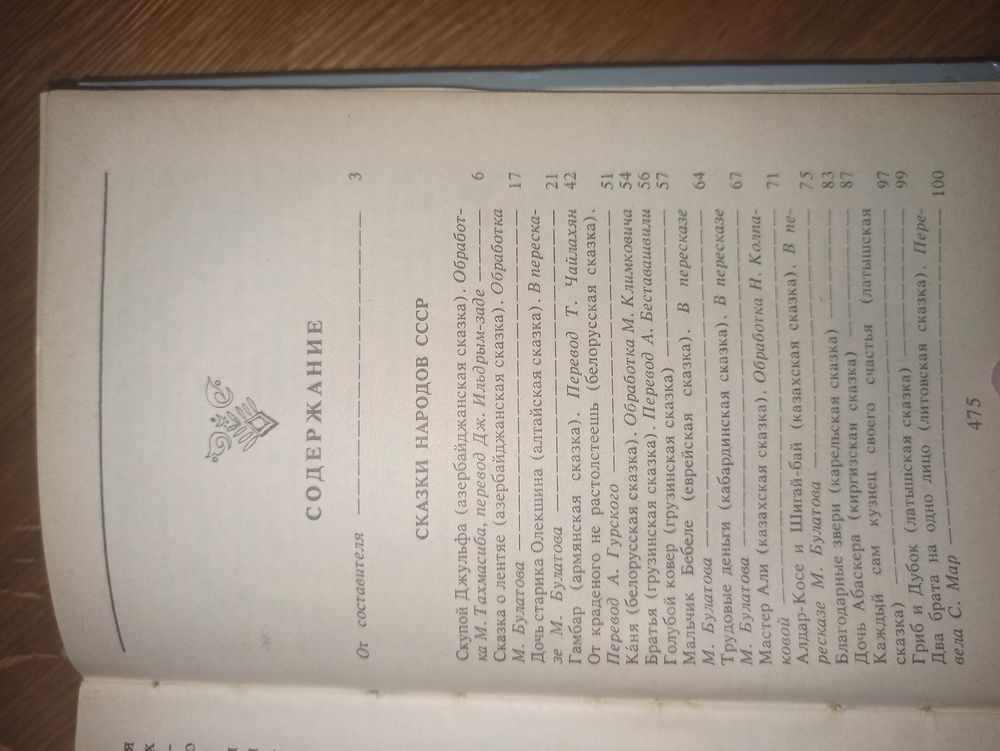 СОДЕРЖАНИЕ
От составителя 3
СКАЗКИ НАРОДОВ СССР
Скупой Джульфа (азербайджанская сказка). Обработ-
ка М. Тахмасиба, перевод Дж. Ильдрым-заде 6
Сказка о лентяе (азербайджанская сказка). Обработка
М. Булатова 17
Дочь старика Олекшина (алтайская сказка). В переска-
зе М. Булатова 21
Гамбар (армянская сказка). Перевод Т. Чайлахян 42
От краденого не растолстеешь (белорусская сказка).
Перевод А. Гурского 51
Ка́ня (белорусская сказка). Обработка М. Климковича 54
Братья (грузинская сказка). Перевод А. Беставашвили 56
Голубой ковер (грузинская сказка) 57
Мальчик Бебеле (еврейская сказка). В пересказе
М. Булатова 64
Трудовые деньги (кабардинская сказка). В пересказе
М. Булатова 67
Мастер Али (казахская сказка). Обработка Н. Колпа-
ковой 71
Алдар-Косе и Шигай-бай (казахская сказка). В пе-
ресказе М. Булатова 75
Благодарные звери (карельская сказка) 83
Дочь Абаскера (киргизская сказка) 87
Каждый сам кузнец своего счастья (латышская
сказка) 97
Гриб и Дубок (латышская сказка) 99
Два брата на одно лицо (литовская сказка). Пере-
вела С. Мар 100
475